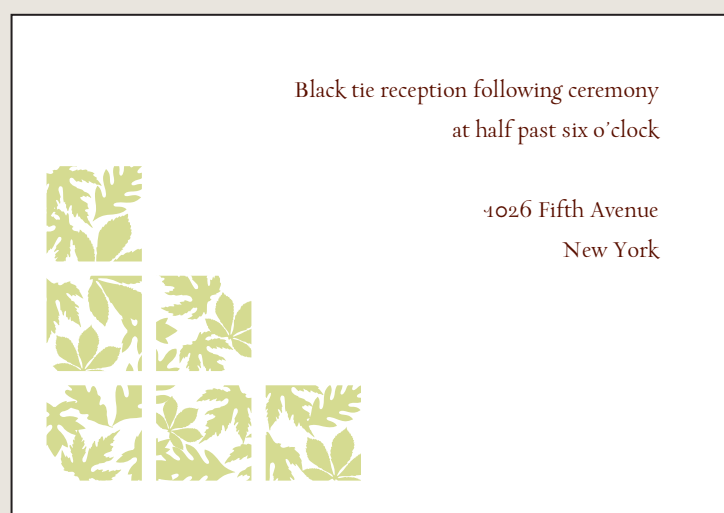 Black tie reception following ceremony
at half past six o’clock
1026 Fifth Avenue
New York